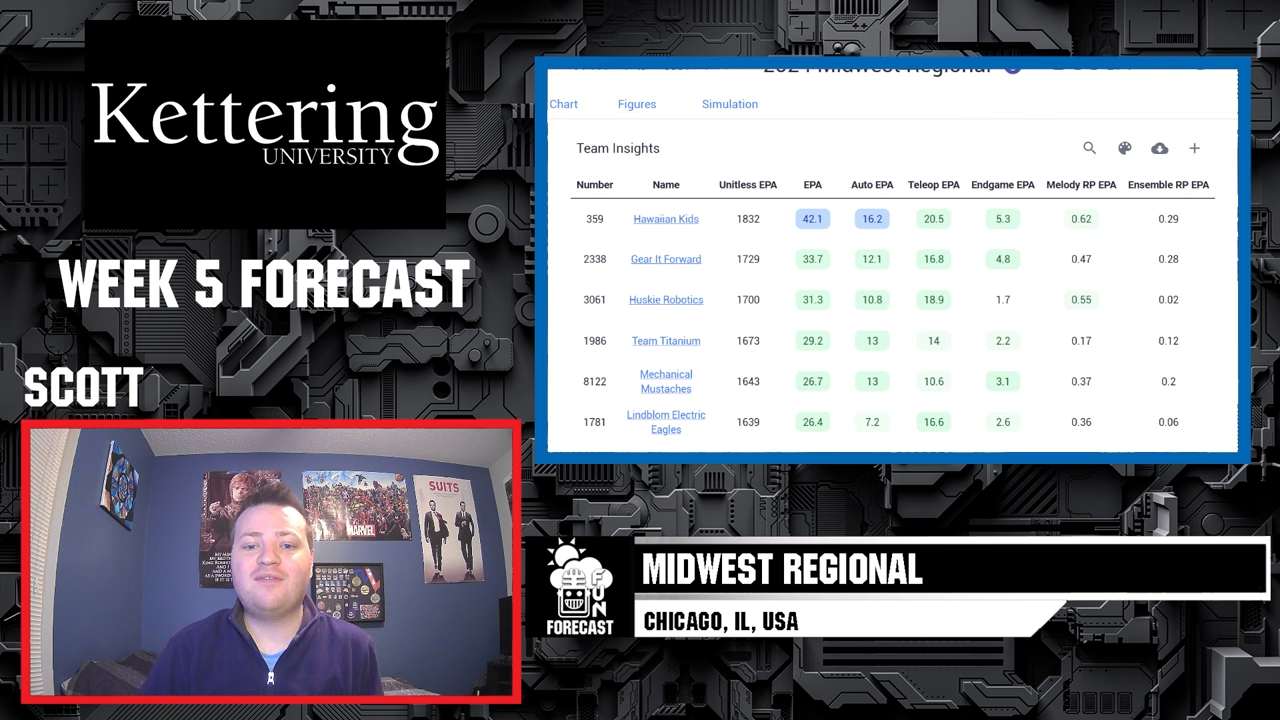 Kettering
UNIVERSITY
WEEK 5 FORECAST
SCOTT
2024 Midwest Regional
Chart Figures Simulation
Team Insights
Number Name Unitless EPA EPA Auto EPA Teleop EPA Endgame EPA Melody RP EPA Ensemble RP EPA
359 Hawaiian Kids 1832 42.1 16.2 20.5 5.3 0.62 0.29
2338 Gear It Forward 1729 33.7 12.1 16.8 4.8 0.47 0.28
3061 Huskie Robotics 1700 31.3 10.8 18.9 1.7 0.55 0.02
1986 Team Titanium 1673 29.2 13 14 2.2 0.17 0.12
8122 Mechanical Mustaches 1643 26.7 13 10.6 3.1 0.37 0.2
1781 Lindblom Electric Eagles 1639 26.4 7.2 16.6 2.6 0.36 0.06
SUITS
MARVEL
FUN
FORECAST
MIDWEST REGIONAL
CHICAGO, IL, USA